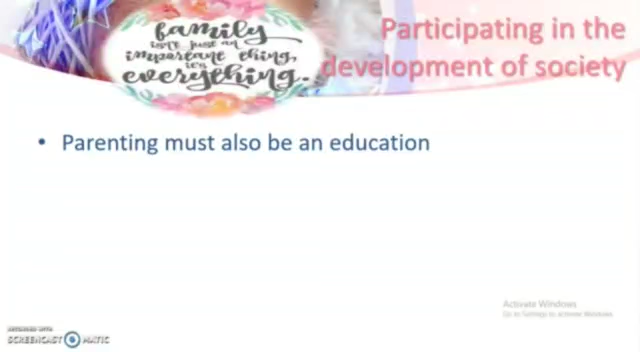 family
isn't just an
important thing,
it's
everything.
Participating in the
development of society
• Parenting must also be an education
Activate Windows
Go to Settings to activate Windows.
RECORDED WITH
SCREENCAST MATIC